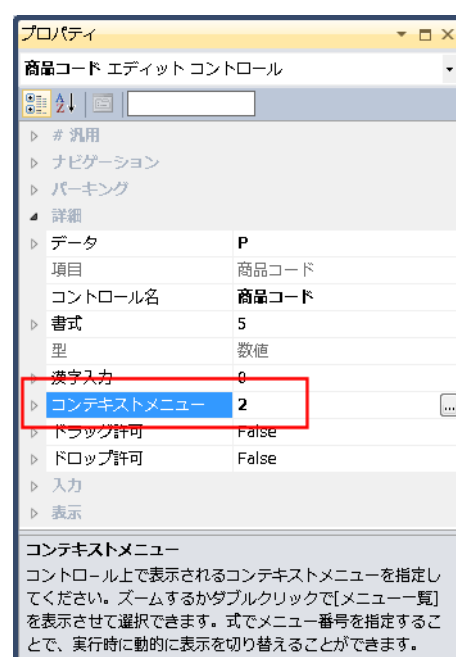 プロパティ
商品コード エディット コントロール
# 汎用
ナビゲーション
パーキング
詳細
データ P
項目 商品コード
コントロール名 商品コード
書式 5
型 数値
漢字入力 0
コンテキストメニュー 2 ...
ドラッグ許可 False
ドロップ許可 False
入力
表示
コンテキストメニュー
コントロール上で表示されるコンテキストメニューを指定し
てください。ズームするかダブルクリックで[メニュー一覧]
を表示させて選択できます。式でメニュー番号を指定するこ
とで、実行時に動的に表示を切り替えることができます。